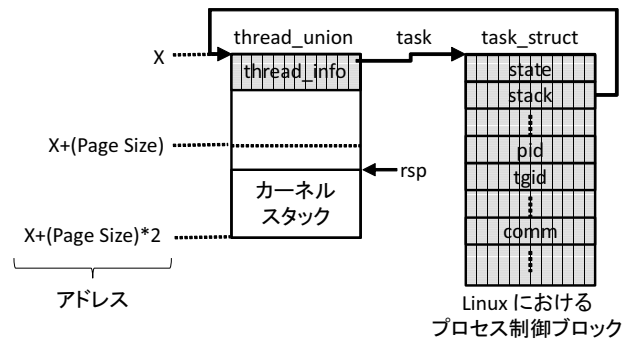 thread_union
task
task_struct
X
thread_info
state
stack
X+(Page Size)
pid
rsp
tgid
カーネル
スタック
X+(Page Size)*2
comm
アドレス
Linux における
プロセス制御ブロック